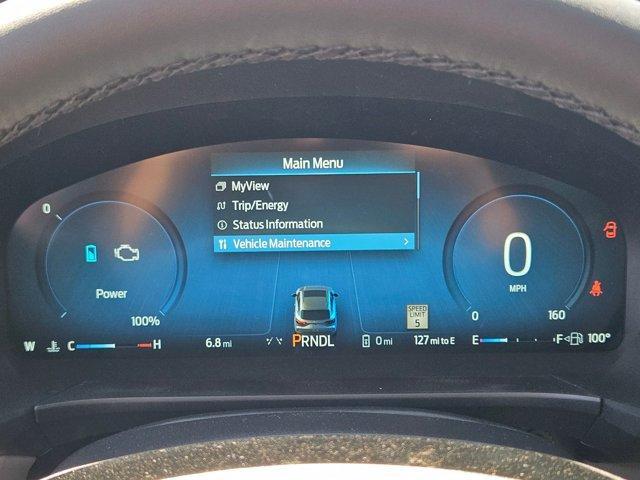 Main Menu
MyView
Trip/Energy
Status Information
Vehicle Maintenance
0
Power
100%
0
MPH
0
160
SPEED
LIMIT
5
W
C
H
6.8 mi
PRNDL
0 mi
127 mi to E
E
F
100°